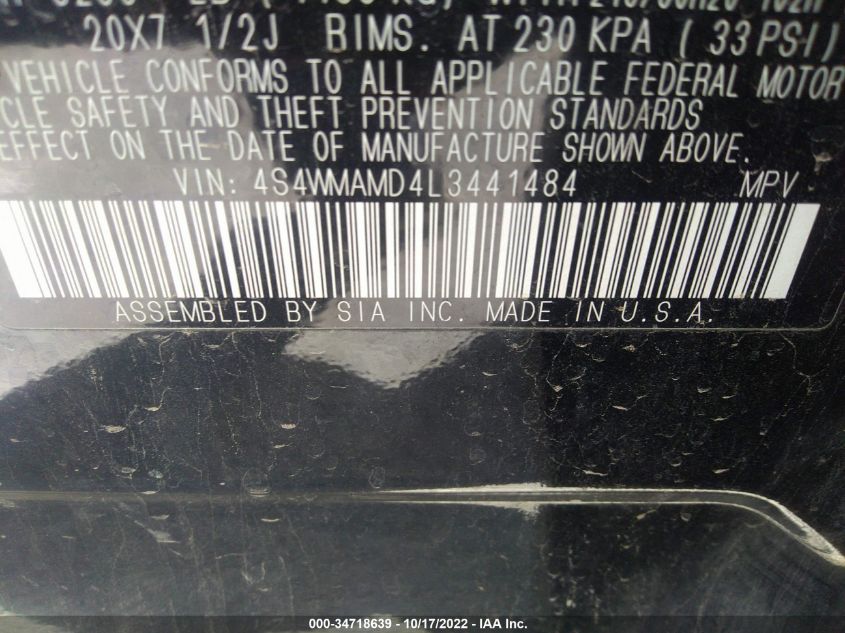 20X7 1/2J RIMS. AT 230 KPA ( 33PSI)
VEHICLE CONFORMS TO ALL APPLICABLE FEDERAL MOTOR
CLE SAFETY AND THEFT PREVENTION STANDARDS
EFFECT ON THE DATE OF MANUFACTURE SHOWN ABOVE.
VIN: 4S4WMAMD4L3441484 MPV
ASSEMBLED BY SIA INC. MADE IN U.S.A.
000-34718639 - 10/17/2022 - IAA Inc.